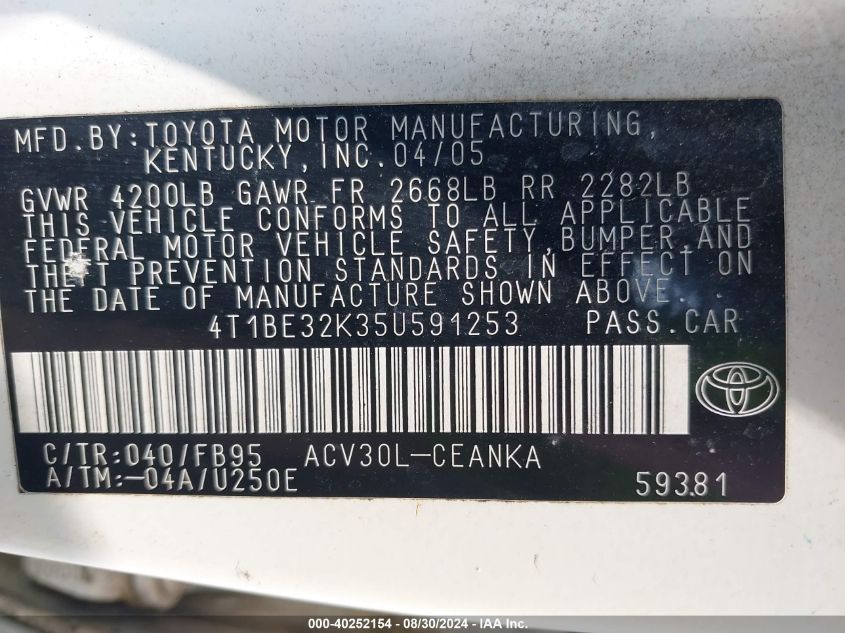 MFD. BY: TOYOTA MOTOR MANUFACTURING,
KENTUCKY, INC. 04/05
GVWR 4200LB GAWR FR 2668LB RR 2282LB
THIS VEHICLE CONFORMS TO ALL APPLICABLE
FEDERAL MOTOR VEHICLE SAFETY, BUMPER, AND
THEFT PREVENTION STANDARDS IN EFFECT ON
THE DATE OF MANUFACTURE SHOWN ABOVE.
4T1BE32K35U591253 PASS. CAR
C/TR: 040/FB95 ACV30L-CEANKA
A/TM:-04A/U250E 59381
000-40252154 - 08/30/2024 - IAA Inc.